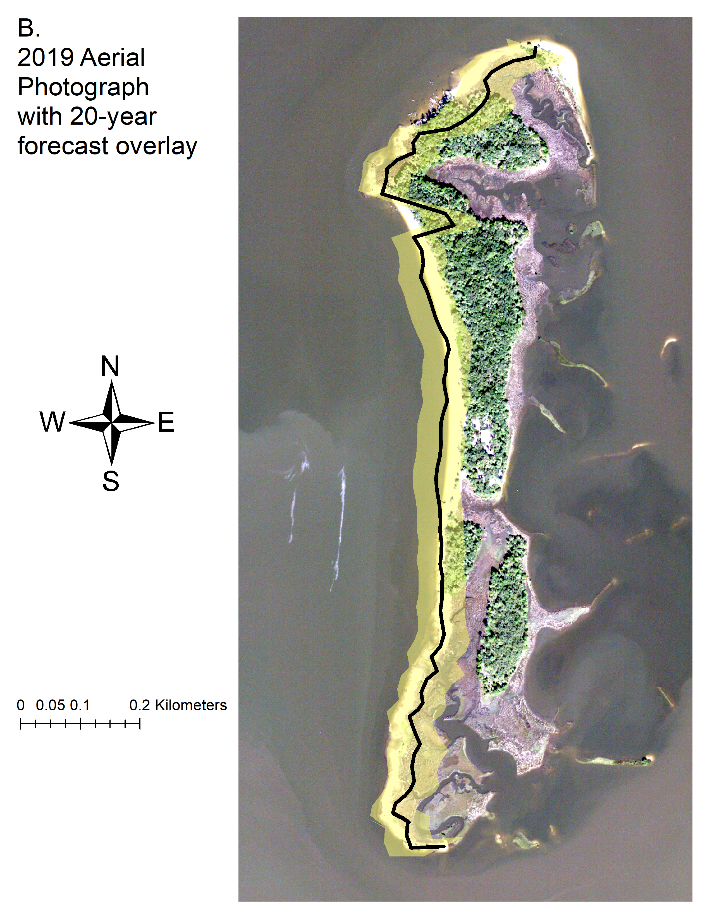 B.
2019 Aerial
Photograph
with 20-year
forecast overlay
N
W E
S
0 0.05 0.1 0.2 Kilometers